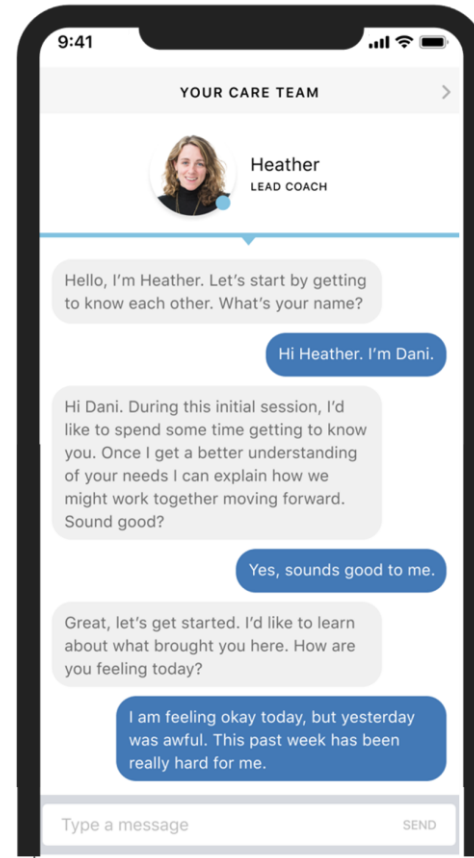 9:41
YOUR CARE TEAM
Heather
LEAD COACH
Hello, I'm Heather. Let's start by getting
to know each other. What's your name?
Hi Heather. I'm Dani.
Hi Dani. During this initial session, I'd
like to spend some time getting to know
you. Once I get a better understanding
of your needs I can explain how we
might work together moving forward.
Sound good?
Yes, sounds good to me.
Great, let's get started. I'd like to learn
about what brought you here. How are
you feeling today?
I am feeling okay today, but yesterday
was awful. This past week has been
really hard for me.
Type a message
SEND